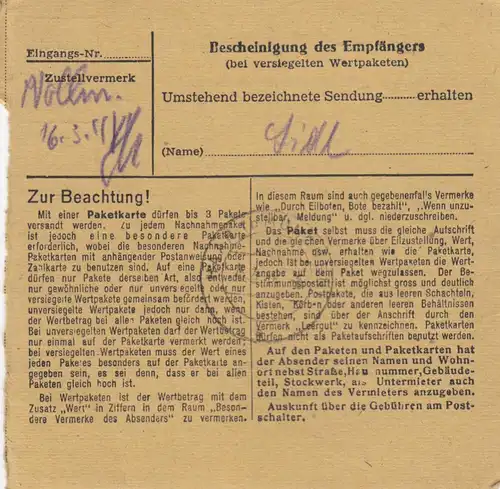 Eingangs-Nr.
Zustellvermerk
Vollm.
16.3.
Bescheinigung des Empfängers
(bei versiegelten Wertpaketen)
Umstehend bezeichnete Sendung erhalten
(Name)
Zur Beachtung!
Mit einer Paketkarte dürfen bis 3 Pakete
versandt werden. Zu jedem Nachnahmepaket
ist jedoch eine besondere Paketkarte
erforderlich, wobei die besonderen Nachnahme-
Paketkarten mit anhängender Postanweisung oder
Zahlkarte zu benutzen sind. Auf eine Paketkarte
dürfen nur Pakete derselben Art, also entweder
nur gewöhnliche oder nur unversiegelte oder nur
versiegelte Wertpakete gemeinsam befördert werden,
unversiegelte Wertpakete jedoch nur dann, wenn
der Wertbetrag bei allen Paketen gleich hoch ist.
Bei unversiegelten Wertpaketen darf der Wertbetrag
nur einmal auf der Paketkarte vermerkt werden;
bei versiegelten Wertpaketen muss der Wert eines
jeden Paketes besonders auf der Paketkarte an-
gegeben sein, es sei denn, dass er bei allen
Paketen gleich hoch ist.
Bei Wertpaketen ist der Wertbetrag mit dem
Zusatz „Wert" in Ziffern in dem Raum „Beson-
dere Vermerke des Absenders" zu vermerken.
In diesem Raum sind auch gegebenenfalls Vermerke
wie „Durch Eilboten, Bote bezahlt", „Wenn unzu-
stellbar, Meldung" u. dgl. niederzuschreiben.
Das Paket selbst muss die gleiche Aufschrift
und die gleichen Vermerke über Eilzustellung, Wert,
Nachnahme usw. erhalten wie die Paketkarte,
jedoch ist bei unversiegelten Wertpaketen die Wert-
angabe auf dem Paket wegzulassen. Der Be-
stimmungspostort ist möglichst gross und deutlich
anzugeben. Postpakete, die aus leeren Schachteln,
Kisten, Körben oder anderen leeren Behältnissen
bestehen, sind über der Anschrift durch den
Vermerk „Leergut" zu kennzeichnen. Paketkarten
dürfen nicht als Paketaufschriften benutzt werden.
Auf den Paketen und Paketkarten hat
der Absender seinen Namen und Wohn-
ort nebst Straße, Hausnummer, Gebäude-
teil, Stockwerk, als Untermieter auch
den Namen des Vermieters anzugeben.
Auskunft über die Gebühren am Post-
schalter.